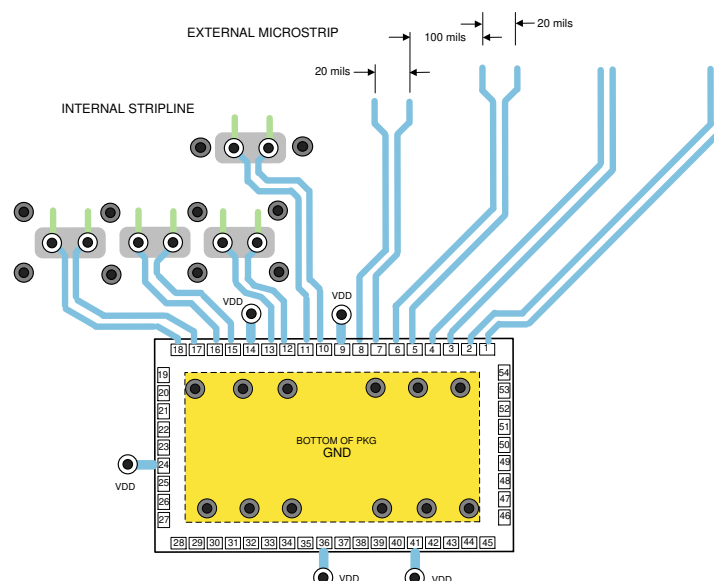 EXTERNAL MICROSTRIP
20 mils
100 mils
20 mils
INTERNAL STRIPLINE
VDD
VDD
18 17 16 15 14 13 12 11 10 9 8 7 6 5 4 3 2 1
19
20
21
22
23
24
25
26
27
54
53
52
51
50
49
48
47
46
BOTTOM OF PKG
GND
VDD
28 29 30 31 32 33 34 35 36 37 38 39 40 41 42 43 44 45
VDD
VDD